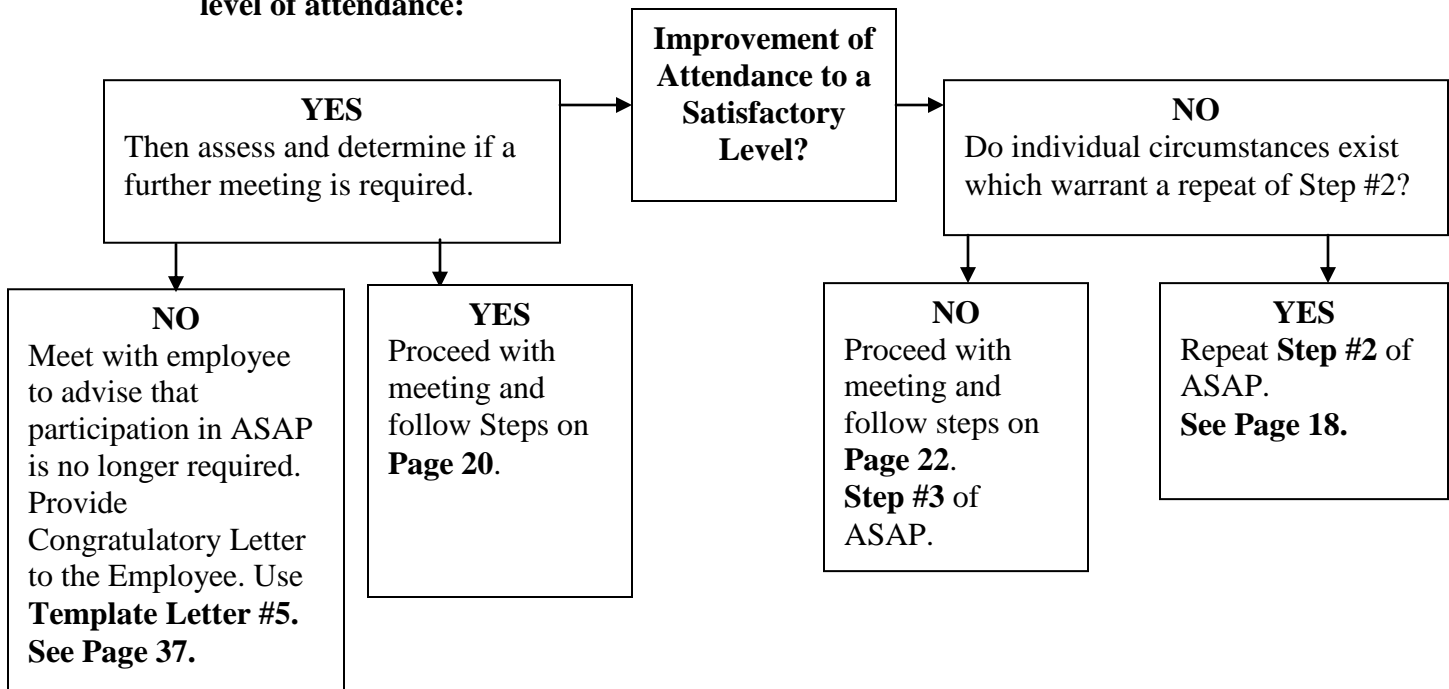 level of attendance:
Improvement of
Attendance to a
Satisfactory
Level?
YES
Then assess and determine if a
further meeting is required.
NO
Do individual circumstances exist
which warrant a repeat of Step #2?
NO
Meet with employee
to advise that
participation in ASAP
is no longer required.
Provide
Congratulatory Letter
to the Employee. Use
Template Letter #5.
See Page 37.
YES
Proceed with
meeting and
follow Steps on
Page 20.
NO
Proceed with
meeting and
follow steps on
Page 22.
Step #3 of
ASAP.
YES
Repeat Step #2 of
ASAP.
See Page 18.